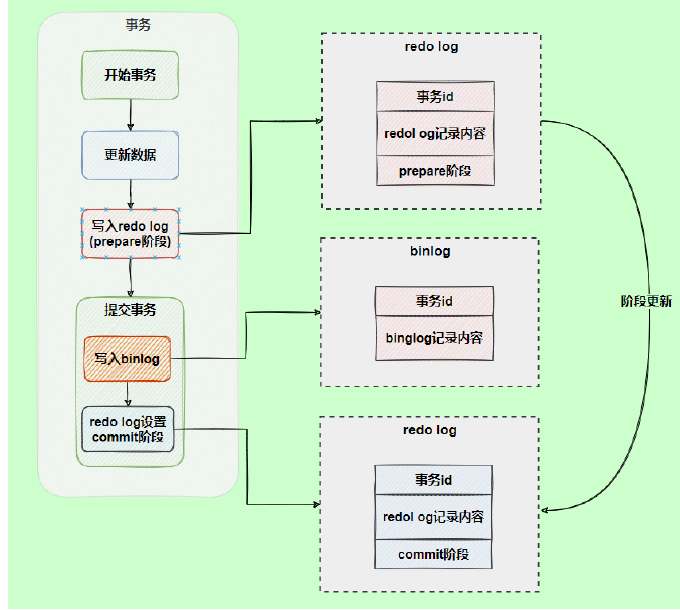 事务
开始事务
更新数据
写入redo log
(prepare阶段)
提交事务
写入binlog
redo log设置
commit阶段
redo log
事务id
redol og记录内容
prepare阶段
binlog
事务id
binglog记录内容
redo log
事务id
redol og记录内容
commit阶段
阶段更新